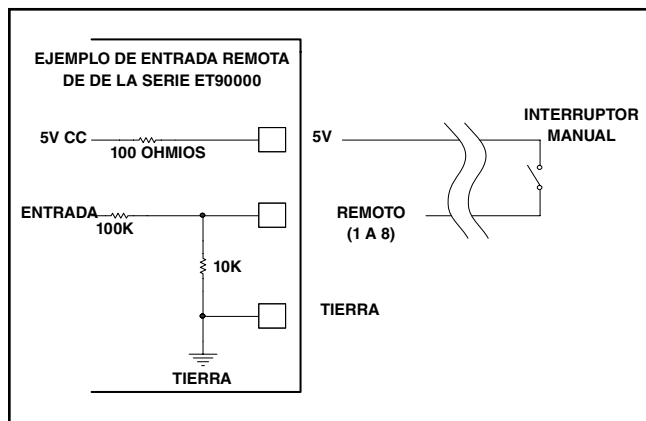 EJEMPLO DE ENTRADA REMOTA
DE DE LA SERIE ET90000
5V CC
100 OHMIOS
5V
INTERRUPTOR
MANUAL
ENTRADA
100K
REMOTO
(1 A 8)
10K
TIERRA
TIERRA